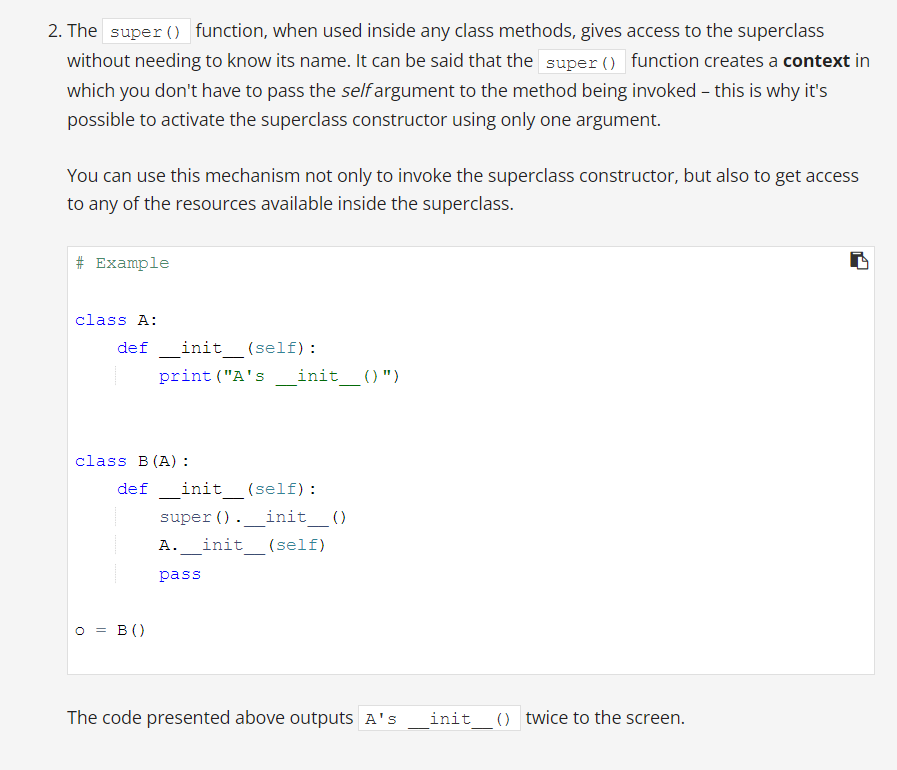 2. The super() function, when used inside any class methods, gives access to the superclass
without needing to know its name. It can be said that the super() function creates a context in
which you don't have to pass the self argument to the method being invoked – this is why it's
possible to activate the superclass constructor using only one argument.
You can use this mechanism not only to invoke the superclass constructor, but also to get access
to any of the resources available inside the superclass.
# Example
class A:
    def __init__(self):
        print("A's __init__()")
class B(A):
    def __init__(self):
        super().__init__()
        A.__init__(self)
        pass
o = B()
The code presented above outputs A's __init__() twice to the screen.